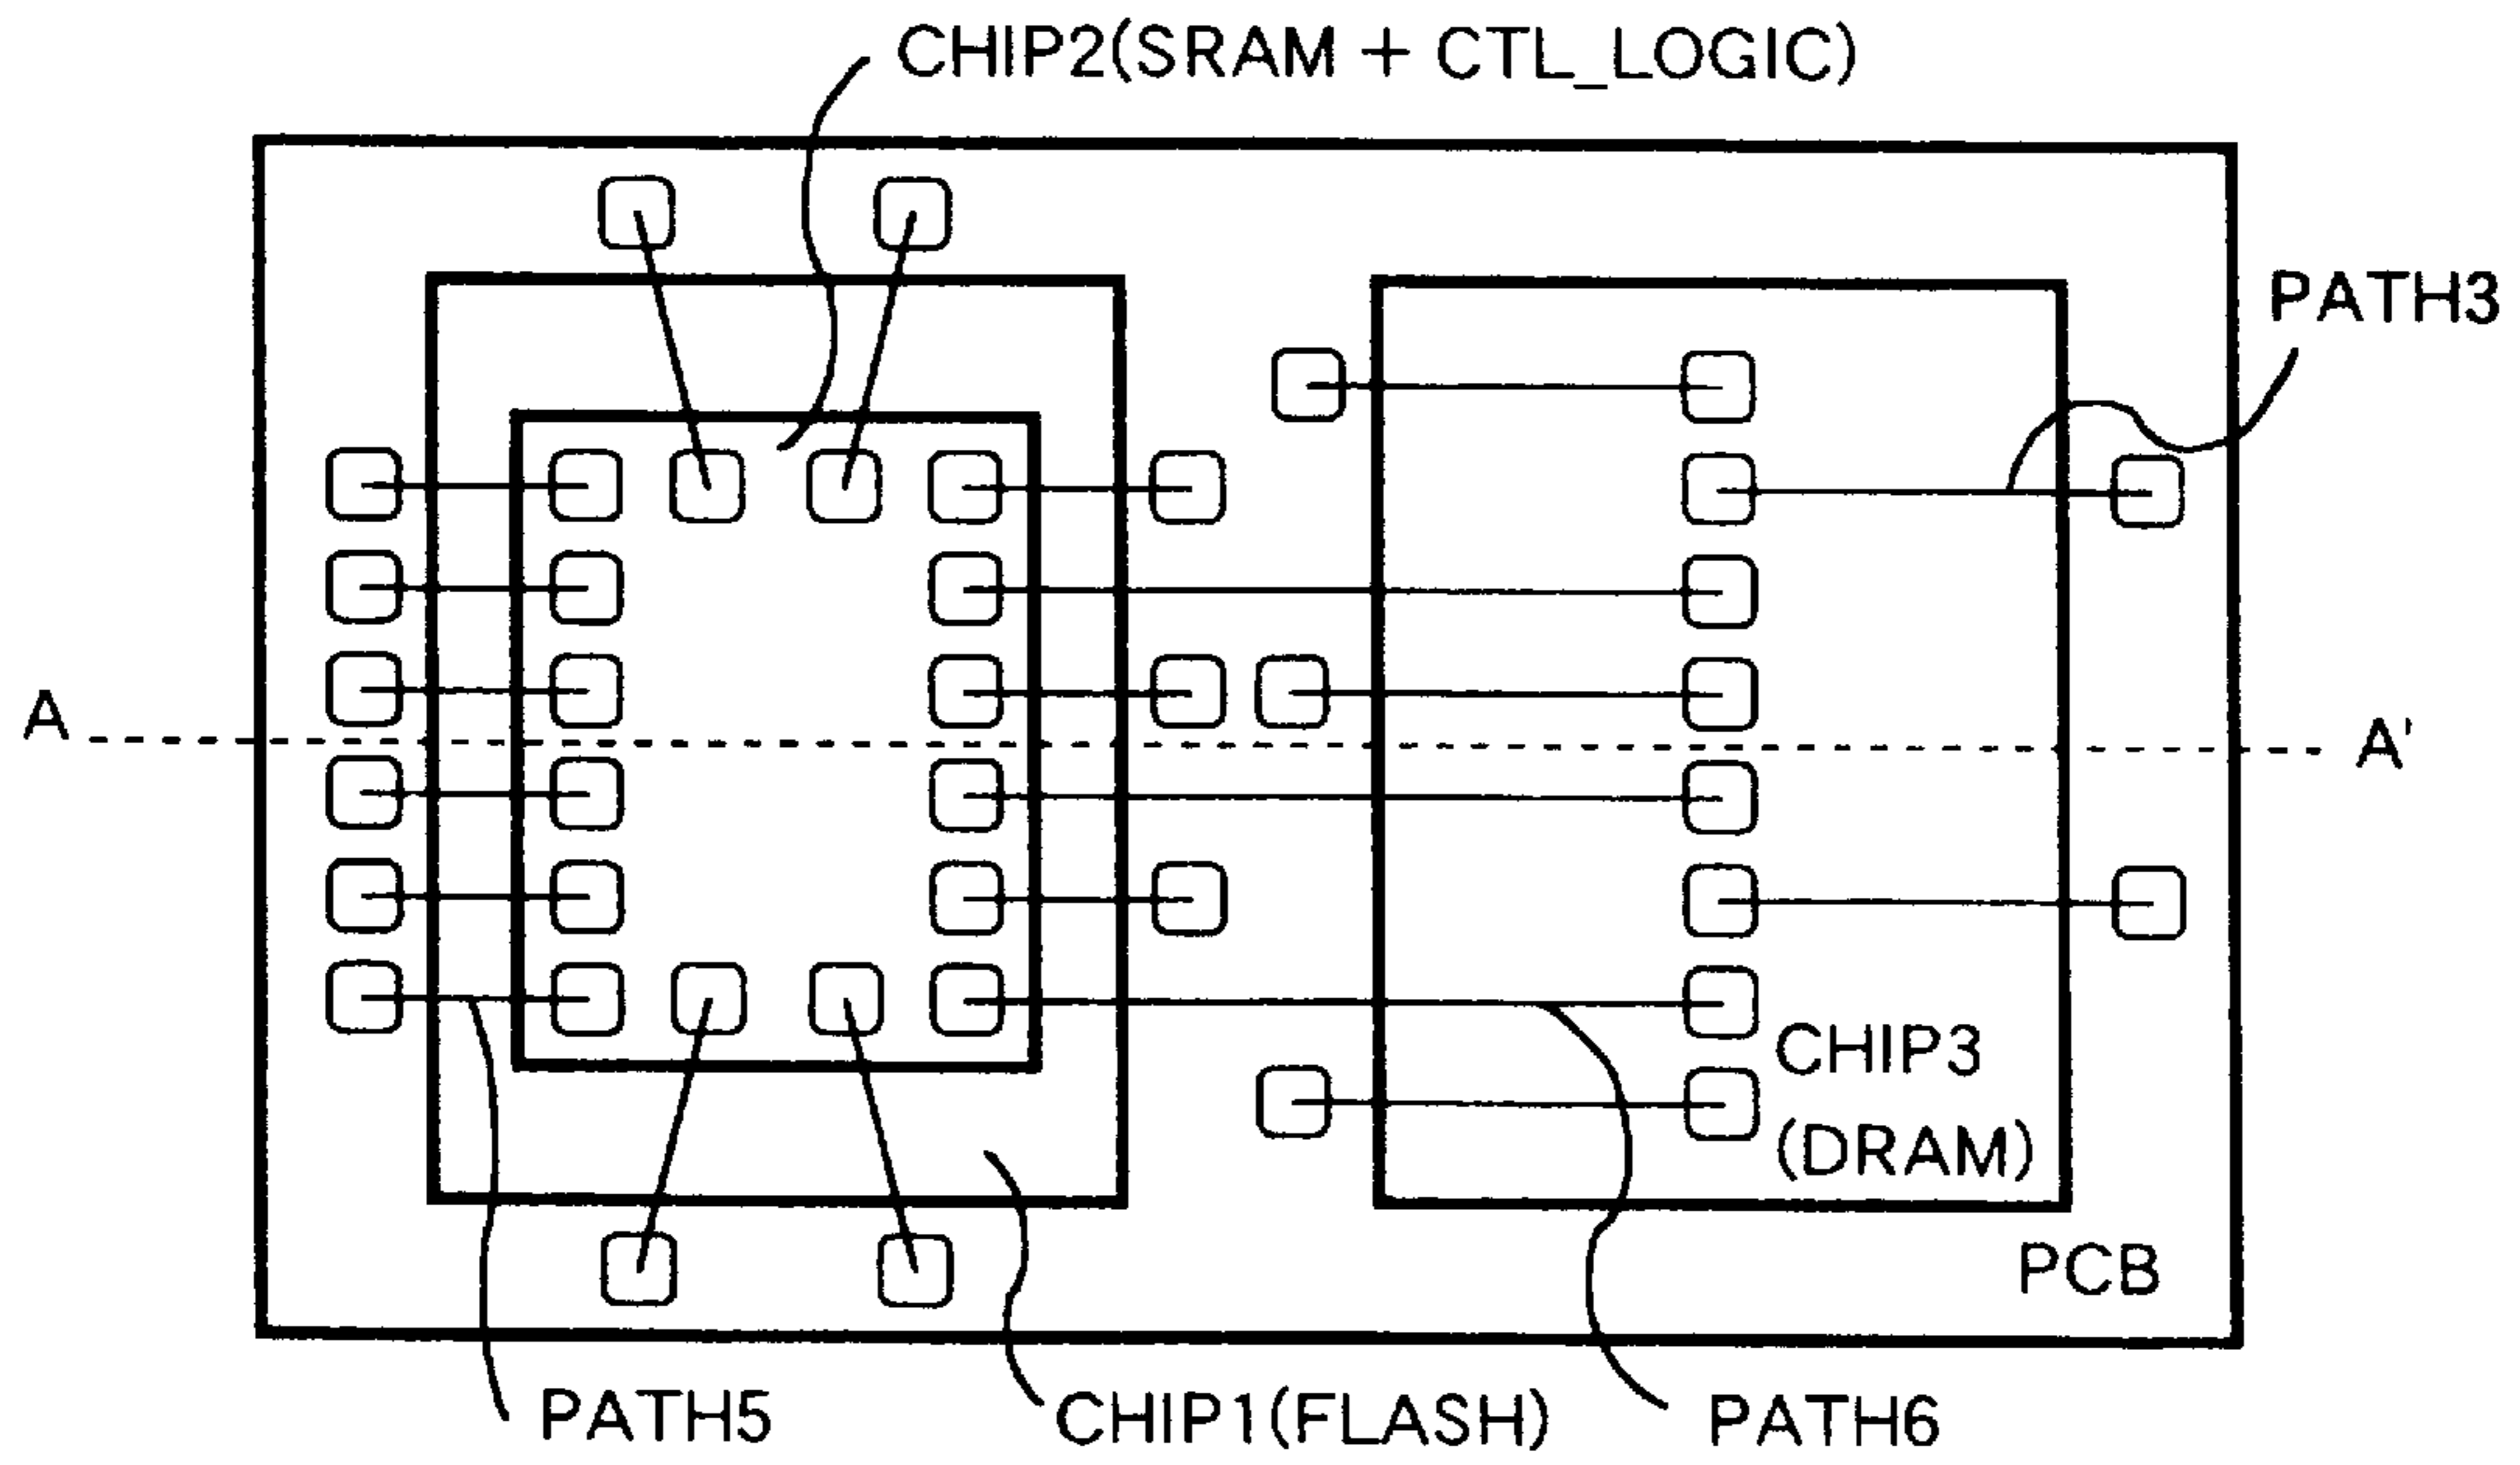 CHIP2(SRAM + CTL_LOGIC)
PATH3
A
A'
CHIP3
(DRAM)
PCB
PATH5
CHIP1(FLASH)
PATH6